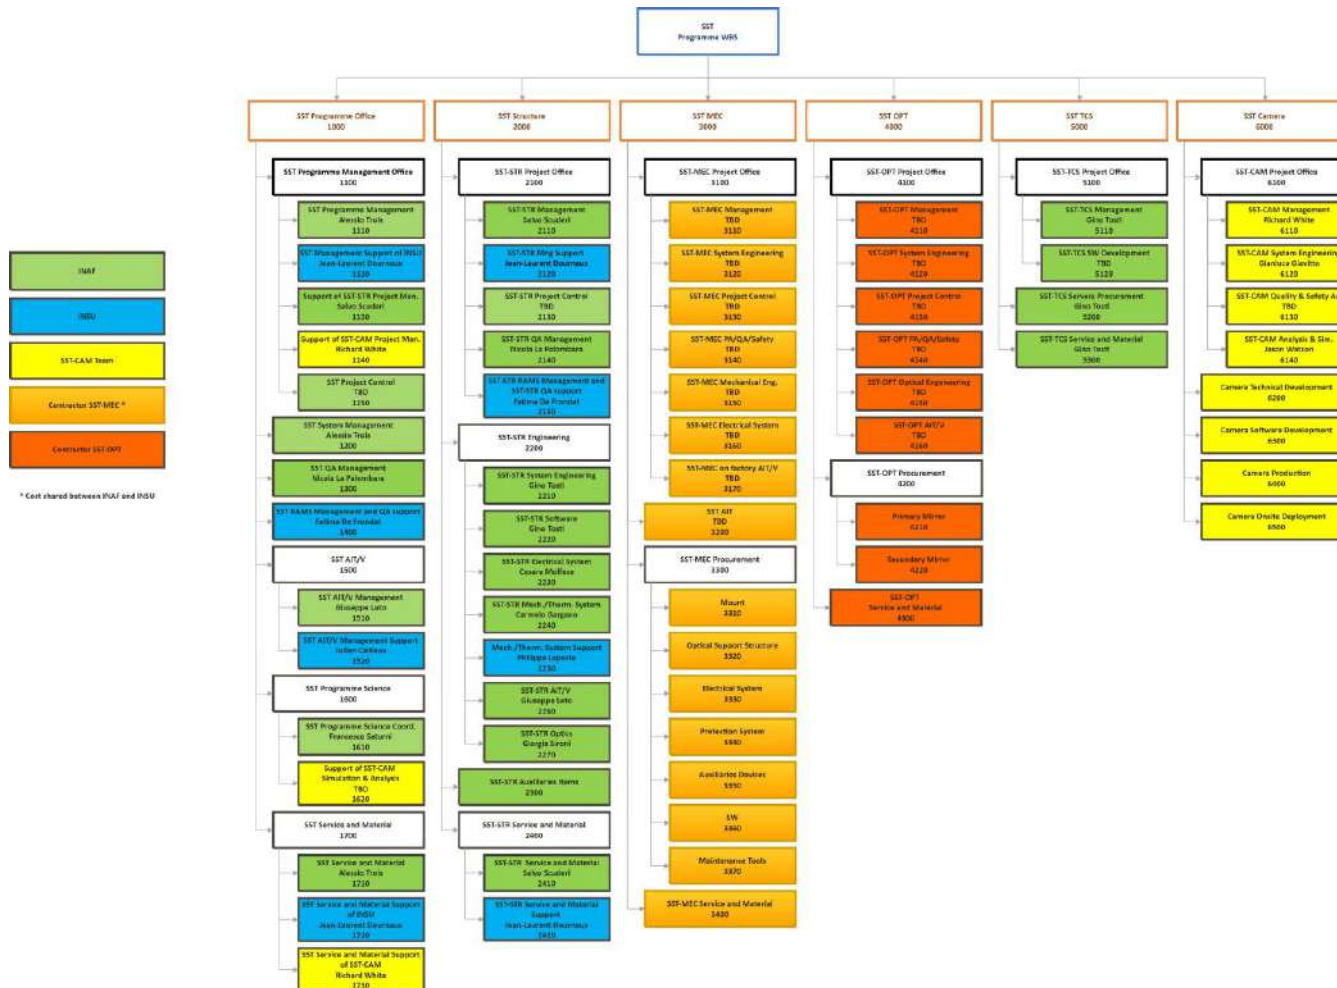 SST
Programme WBS
SST Programme Office
1000
SST Structure
2000
SST MEC
3000
SST OPT
4000
SST TCS
5000
SST Camera
6000
INAF
INSU
SST-CAM Team
Contractor SST-MEC *
Contractor SST-OPT
* Cost shared between INAF and INSU
SST Programme Management Office
1100
SST Programme Management
Alessio Trois
1110
SST Management Support of INSU
Jean-Laurent Dournaux
1120
Support of SST-STR Project Man.
Salvo Scuderi
1130
Support of SST-CAM Project Man.
Richard White
1140
SST Project Control
TBD
1150
SST System Management
Alessio Trois
1200
SST QA Management
Nicola La Palombara
1300
SST RAMS Management and QA support
Fatima De Frondat
1400
SST AIT/V
1500
SST AIT/V Management
Giuseppe Leto
1510
SST AIT/V Management Support
1520
SST Programme Science
1600
SST Programme Science Coord.
Francesco Saturni
1610
Support of SST-CAM
Simulation & Analysis
TBD
1620
SST Service and Material
1700
SST Service and Material
Alessio Trois
1710
SST Service and Material Support
of INSU
Jean-Laurent Dournaux
1720
SST Service and Material Support
of SST-CAM
Richard White
1730
SST-STR Project Office
2100
SST-STR Management
Salvo Scuderi
2110
SST-STR Mng Support
Jean-Laurent Dournaux
2120
SST-STR Project Control
TBD
2130
SST-STR QA Management
Nicola La Palombara
2140
SST-STR RAMS Management and
SST-STR QA support
Fatima De Frondat
2150
SST-STR Engineering
2200
SST-STR System Engineering
Gino Tosti
2210
SST-STR Software
Gino Tosti
2220
SST-STR Electrical System
Cesare Molfese
2230
SST-STR Mech./Therm. System
Carmelo Gargano
2240
Mech./Therm. System Support
Philippe Laporte
2250
SST-STR AIT/V
Giuseppe Leto
2260
SST-STR Optics
Giorgia Sironi
2270
SST-STR Auxiliaries Items
2300
SST-STR Service and Material
2400
SST-STR Service and Material
Salvo Scuderi
2410
SST-STR Service and Material
Support
Jean-Laurent Dournaux
2420
SST-MEC Project Office
3100
SST-MEC Management
TBD
3110
SST-MEC System Engineering
TBD
3120
SST-MEC Project Control
TBD
3130
SST-MEC PA/QA/Safety
TBD
3140
SST-MEC Mechanical Eng.
TBD
3150
SST-MEC Electrical System
TBD
3160
SST-MEC on factory AIT/V
TBD
3170
SST AIT
TBD
3200
SST-MEC Procurement
3300
Mount
3310
Optical Support Structure
3320
Electrical System
3330
Protection System
3340
Auxiliaries Devices
3350
SW
3360
Maintenance Tools
3370
SST-MEC Service and Material
3400
SST-OPT Project Office
4100
SST-OPT Management
TBD
4110
SST-OPT System Engineering
TBD
4120
SST-OPT Project Control
TBD
4130
SST-OPT PA/QA/Safety
TBD
4140
SST-OPT Optical Engineering
TBD
4150
SST-OPT AIT/V
TBD
4160
SST-OPT Procurement
4200
Primary Mirror
4210
Secondary Mirror
4220
SST-OPT
Service and Material
4300
SST-TCS Project Office
5100
SST-TCS Management
Gino Tosti
5110
SST-TCS SW Development
TBD
5120
SST-TCS Servers Procurement
Gino Tosti
5200
SST-TCS Service and Material
Gino Tosti
5300
SST-CAM Project Office
6100
SST-CAM Management
Richard White
6110
SST-CAM System Engineering
Gianluca Giavitto
6120
SST-CAM Quality & Safety As
TBD
6130
SST-CAM Analysis & Sim.
Jason Watson
6140
Camera Technical Development
6200
Camera Software Development
6300
Camera Production
6400
Camera Onsite Deployment
6500